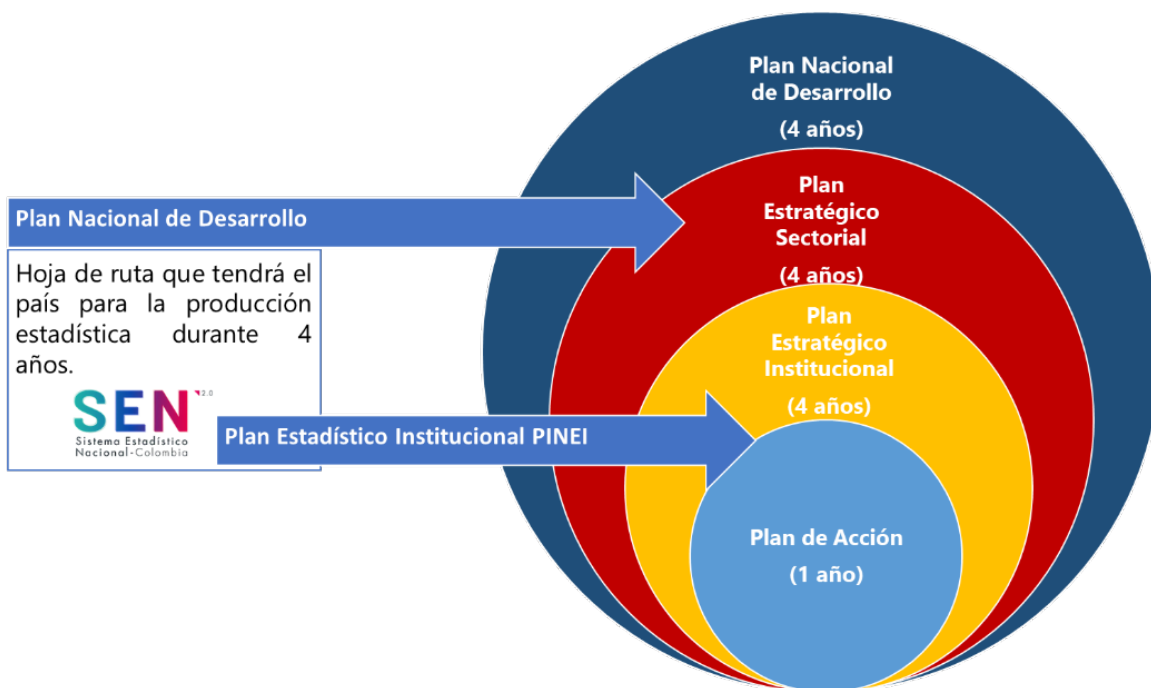 Plan Nacional
de Desarrollo
(4 años)
Plan
Estratégico
Sectorial
(4 años)
Plan Nacional de Desarrollo
Hoja de ruta que tendrá el
país para la producción
estadística durante 4
años.
SEN 2.0
Sistema Estadístico
Nacional-Colombia
Plan
Estratégico
Institucional
(4 años)
Plan Estadístico Institucional PINEI
Plan de Acción
(1 año)